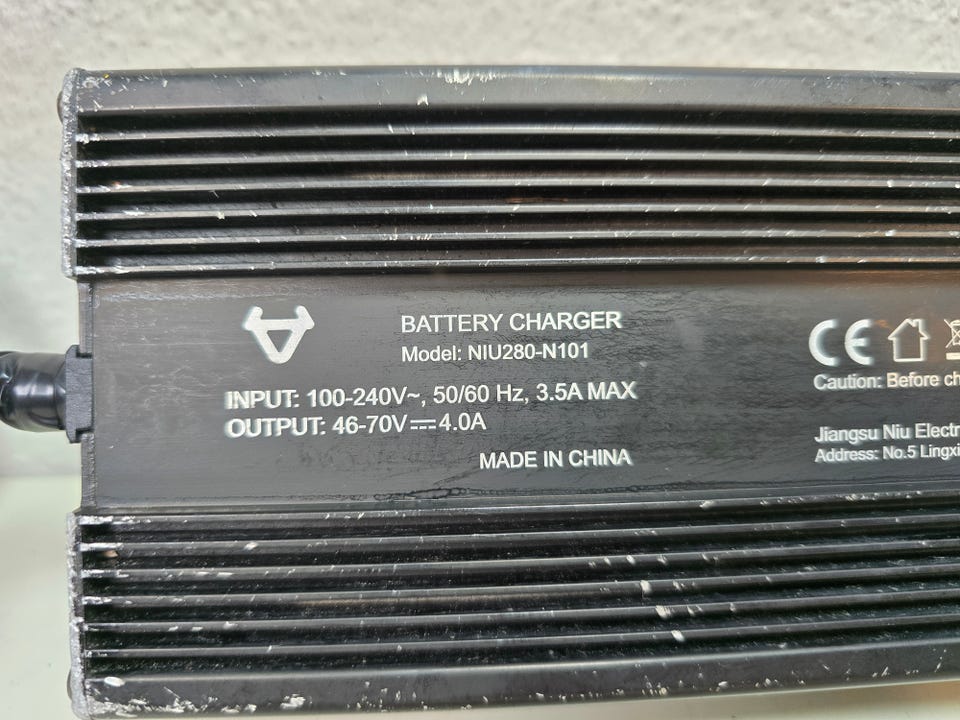 BATTERY CHARGER
Model: NIU280-N101
INPUT: 100-240V~, 50/60 Hz, 3.5A MAX
OUTPUT: 46-70V⎓4.0A
MADE IN CHINA
CE
Caution: Before
Jiangsu Niu
Address: No.5